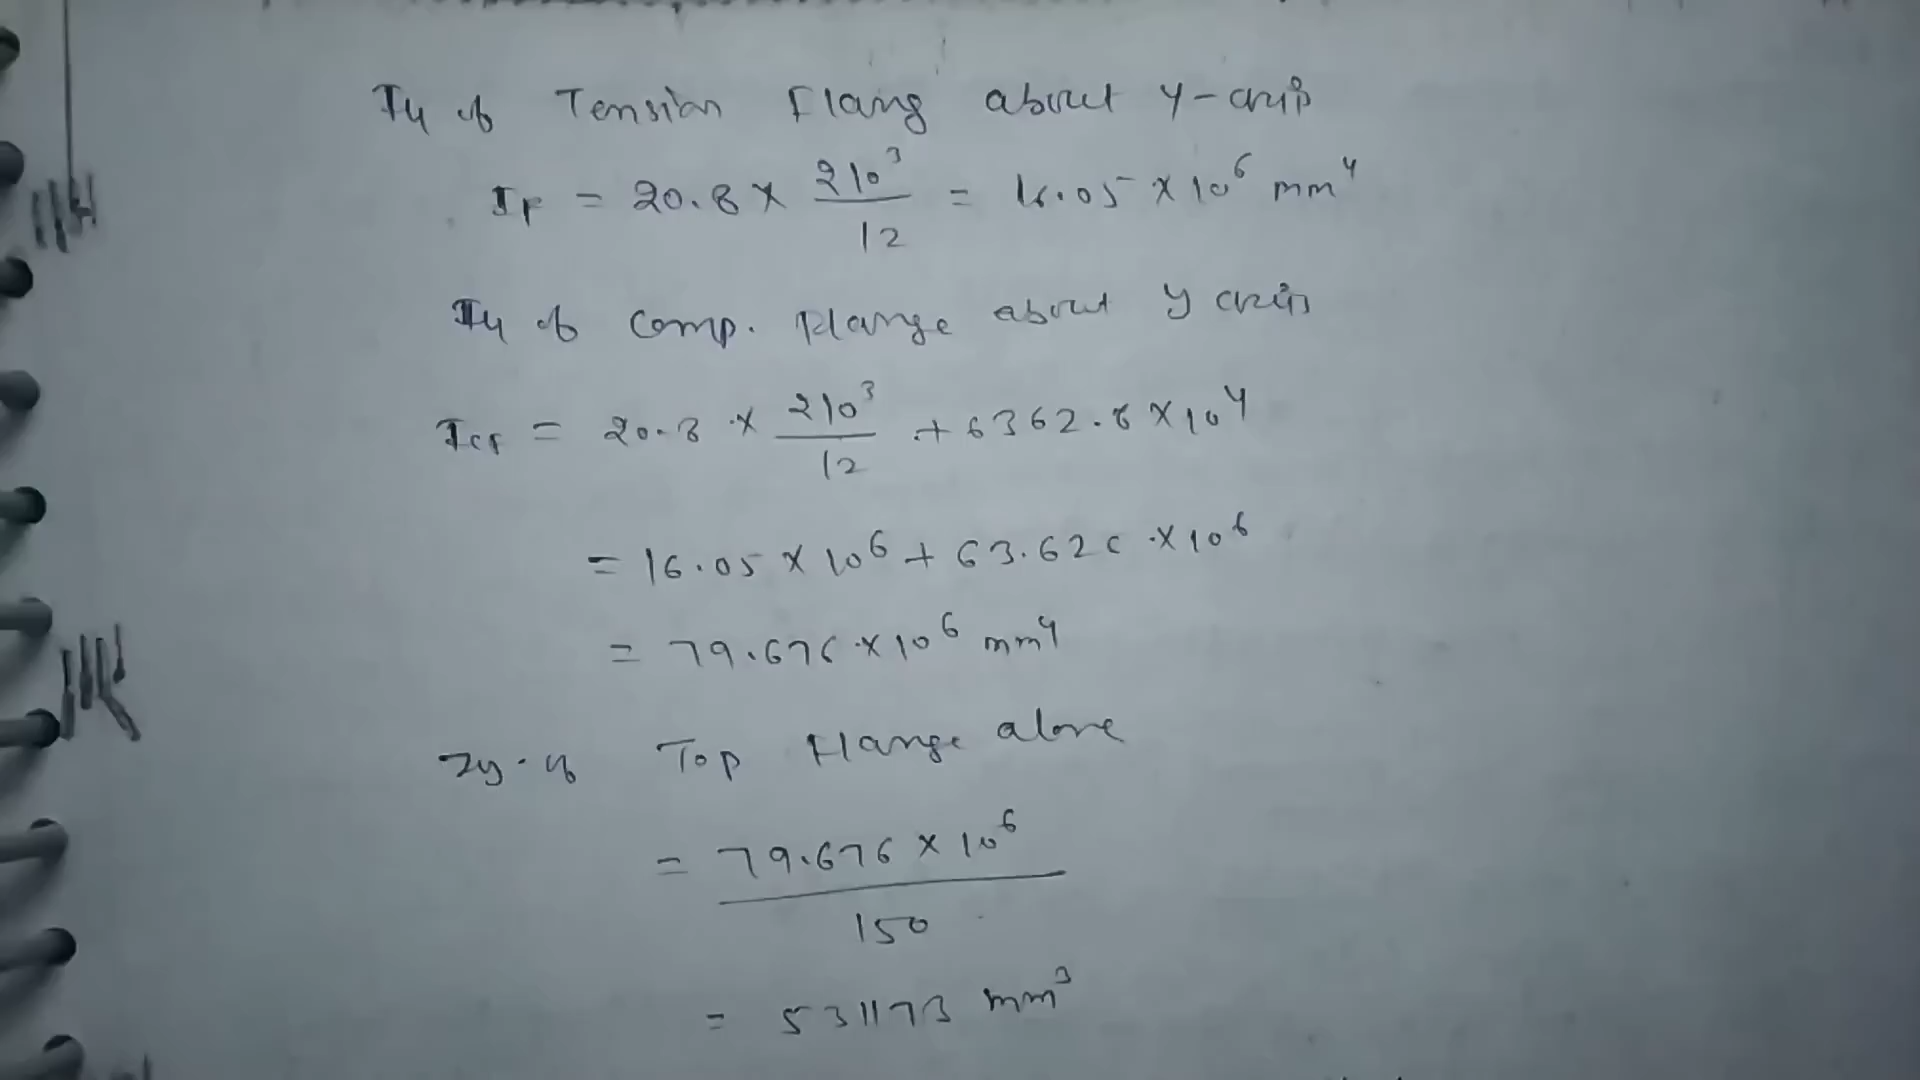 Iy of Tension Flang about y-axis
IF = 20.8 × 210³/12 = 16.05 × 10⁶ mm⁴
Iy of comp. Flange about y axis
Icf = 20.8 × 210³/12 + 6362.6 × 10⁴
= 16.05 × 10⁶ + 63.626 × 10⁶
= 79.676 × 10⁶ mm⁴
Zy of Top Flange alone
= 79.676 × 10⁶
150
= 531173 mm³